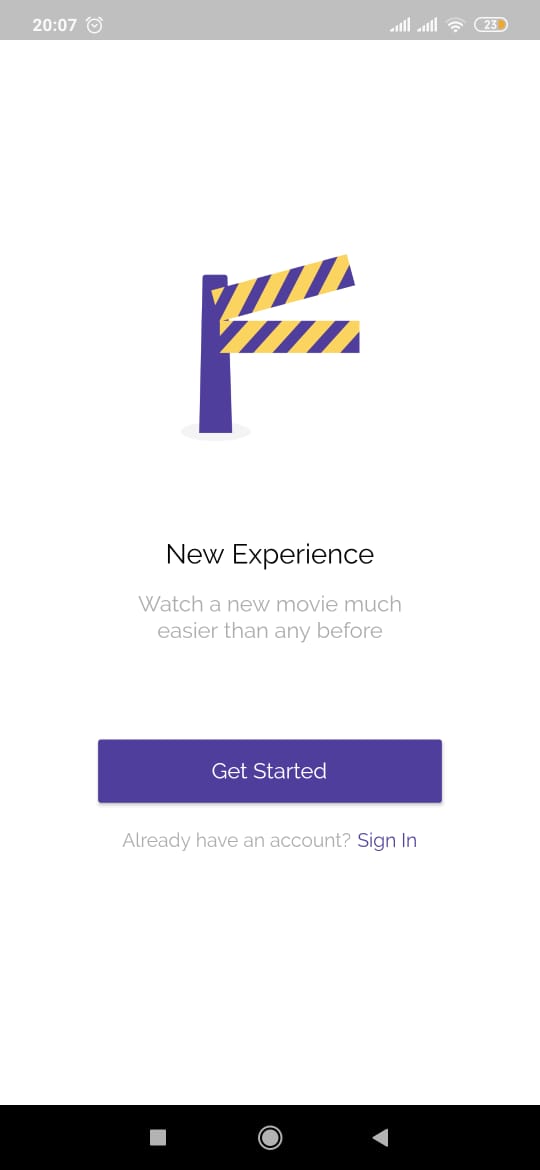 20:07
23
New Experience
Watch a new movie much
easier than any before
Get Started
Already have an account? Sign In